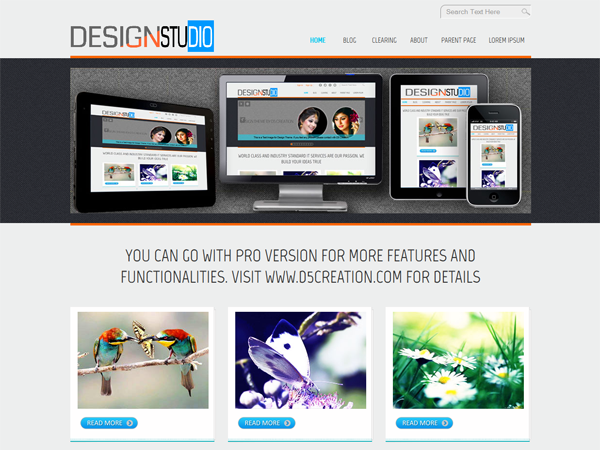 Search Text Here
DESIGNSTUDIO
HOME BLOG CLEARING ABOUT PARENT PAGE LOREM IPSUM
DESIGNSTUDIO
DESIGNSTUDIO
DESIGNSTUDIO
DESIGNSTUDIO
WORLD CLASS AND INDUSTRY STANDARD IT SERVICES ARE OUR PASSION. WE
BUILD YOUR IDEAS TRUE
YOU CAN GO WITH PRO VERSION FOR MORE FEATURES AND
FUNCTIONALITIES. VISIT WWW.D5CREATION.COM FOR DETAILS
READ MORE
READ MORE
READ MORE